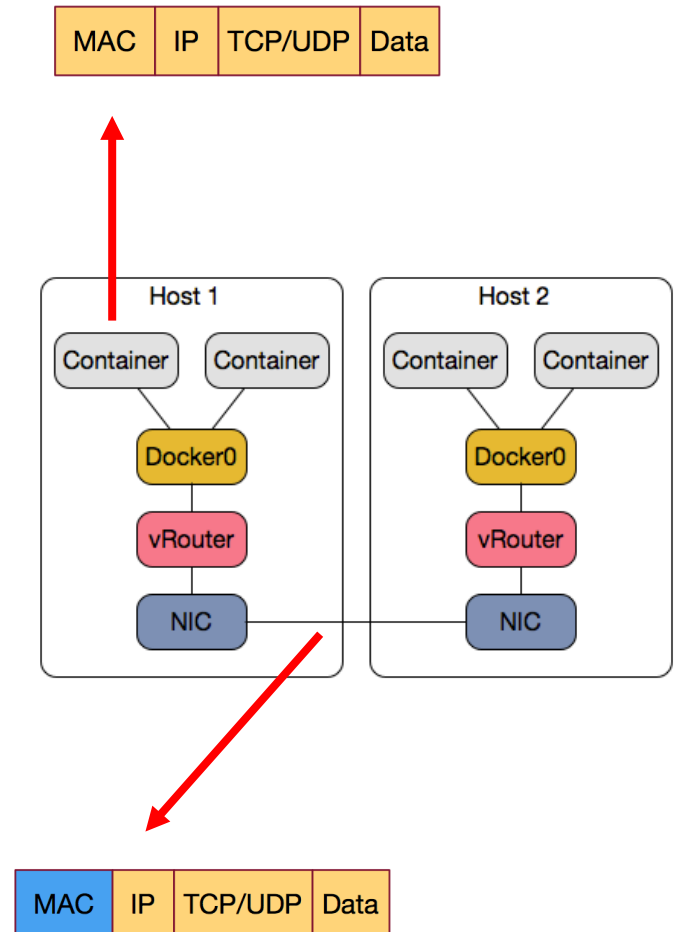 MAC IP TCP/UDP Data
Host 1 Host 2
Container Container Container Container
Docker0 Docker0
vRouter vRouter
NIC NIC
MAC IP TCP/UDP Data